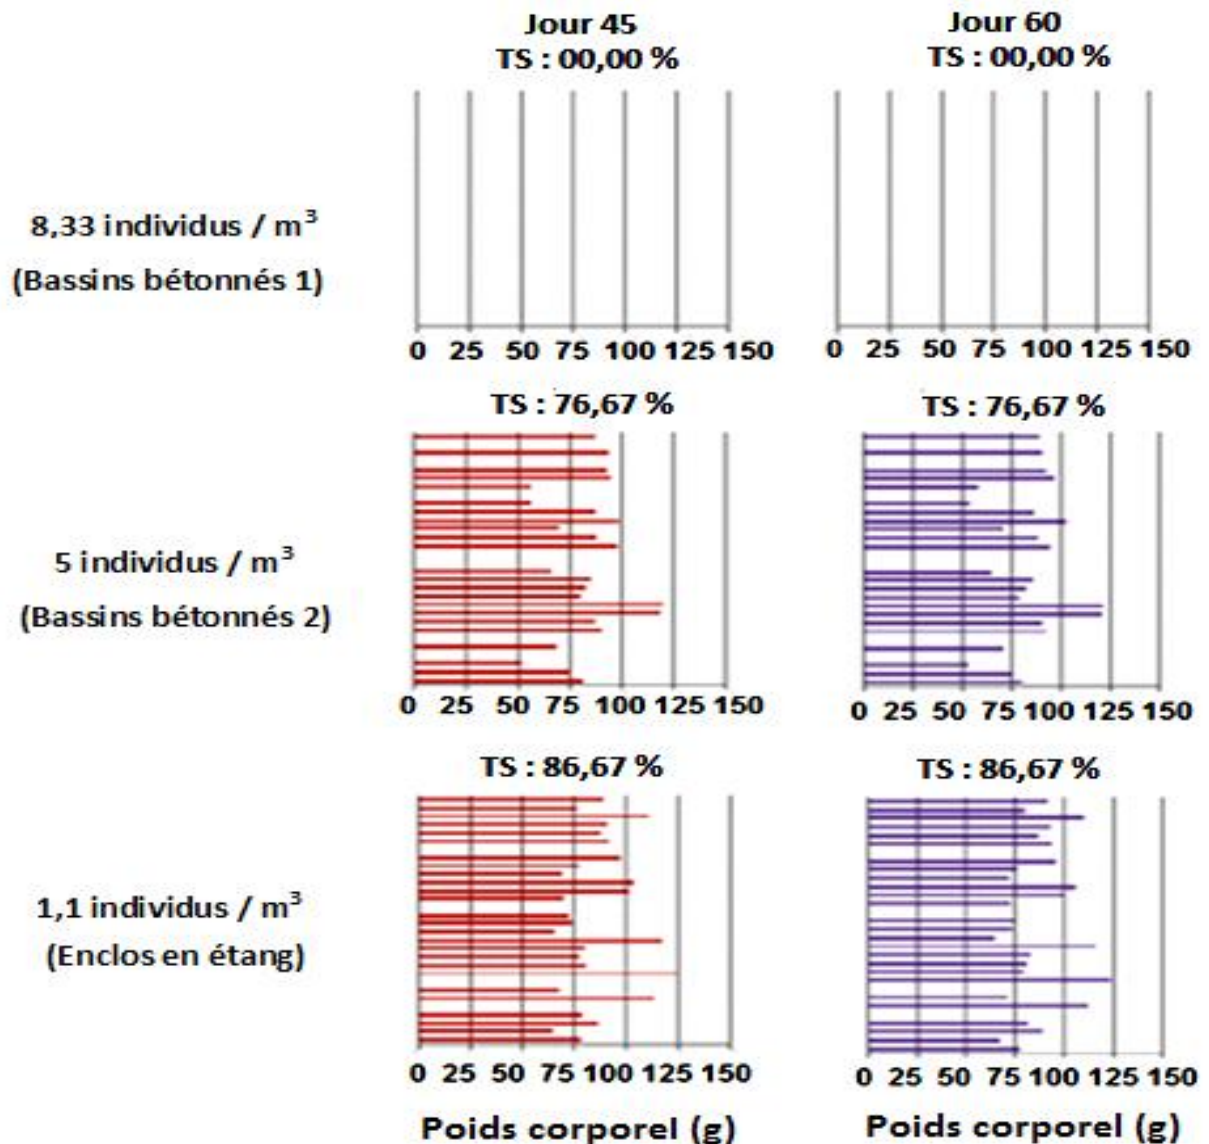 Jour 45
TS : 00,00 %
Jour 60
TS : 00,00 %
8,33 individus / m³
(Bassins bétonnés 1)
0 25 50 75 100 125 150
0 25 50 75 100 125 150
TS : 76,67 %
TS : 76,67 %
5 individus / m³
(Bassins bétonnés 2)
0 25 50 75 100 125 150
0 25 50 75 100 125 150
TS : 86,67 %
TS : 86,67 %
1,1 individus / m³
(Enclos en étang)
0 25 50 75 100 125 150
0 25 50 75 100 125 150
Poids corporel (g)
Poids corporel (g)